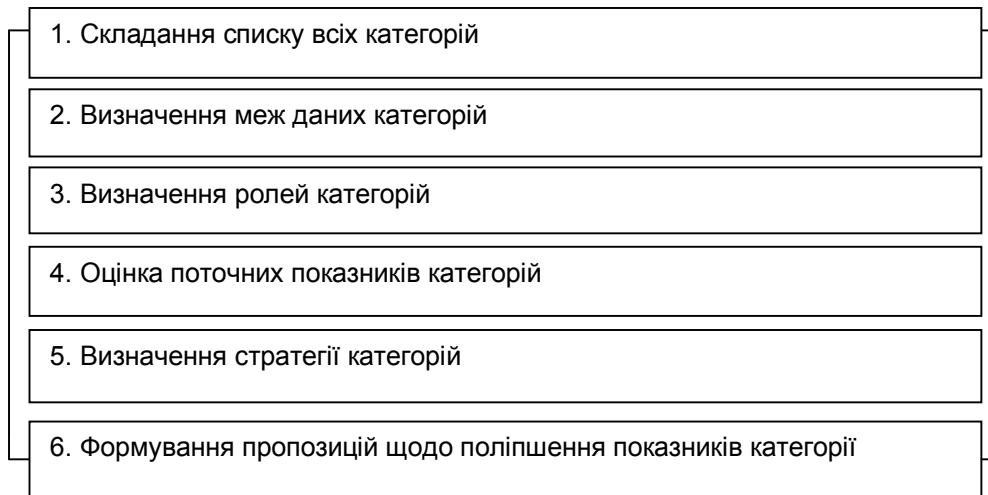 1. Складання списку всіх категорій
2. Визначення меж даних категорій
3. Визначення ролей категорій
4. Оцінка поточних показників категорій
5. Визначення стратегії категорій
6. Формування пропозицій щодо поліпшення показників категорії